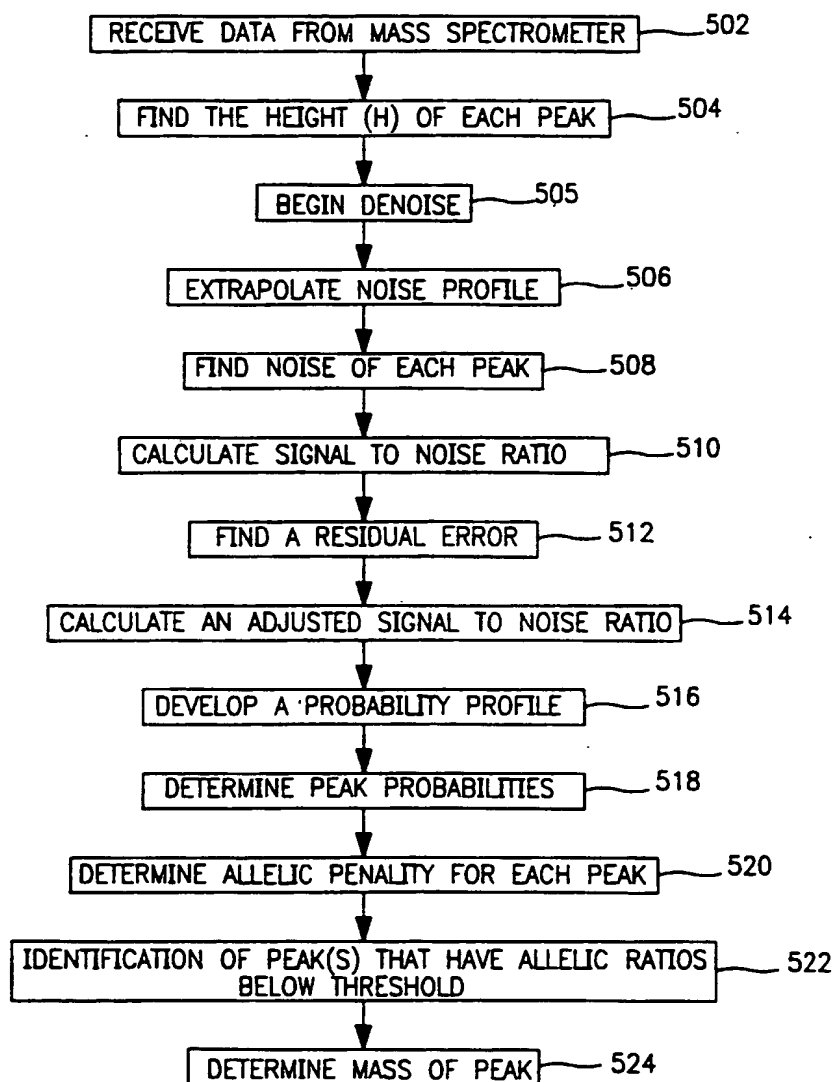 RECEIVE DATA FROM MASS SPECTROMETER 502
FIND THE HEIGHT (H) OF EACH PEAK 504
BEGIN DENOISE 505
EXTRAPOLATE NOISE PROFILE 506
FIND NOISE OF EACH PEAK 508
CALCULATE SIGNAL TO NOISE RATIO 510
FIND A RESIDUAL ERROR 512
CALCULATE AN ADJUSTED SIGNAL TO NOISE RATIO 514
DEVELOP A PROBABILITY PROFILE 516
DETERMINE PEAK PROBABILITIES 518
DETERMINE ALLELIC PENALITY FOR EACH PEAK 520
IDENTIFICATION OF PEAK(S) THAT HAVE ALLELIC RATIOS 522
BELOW THRESHOLD
DETERMINE MASS OF PEAK 524